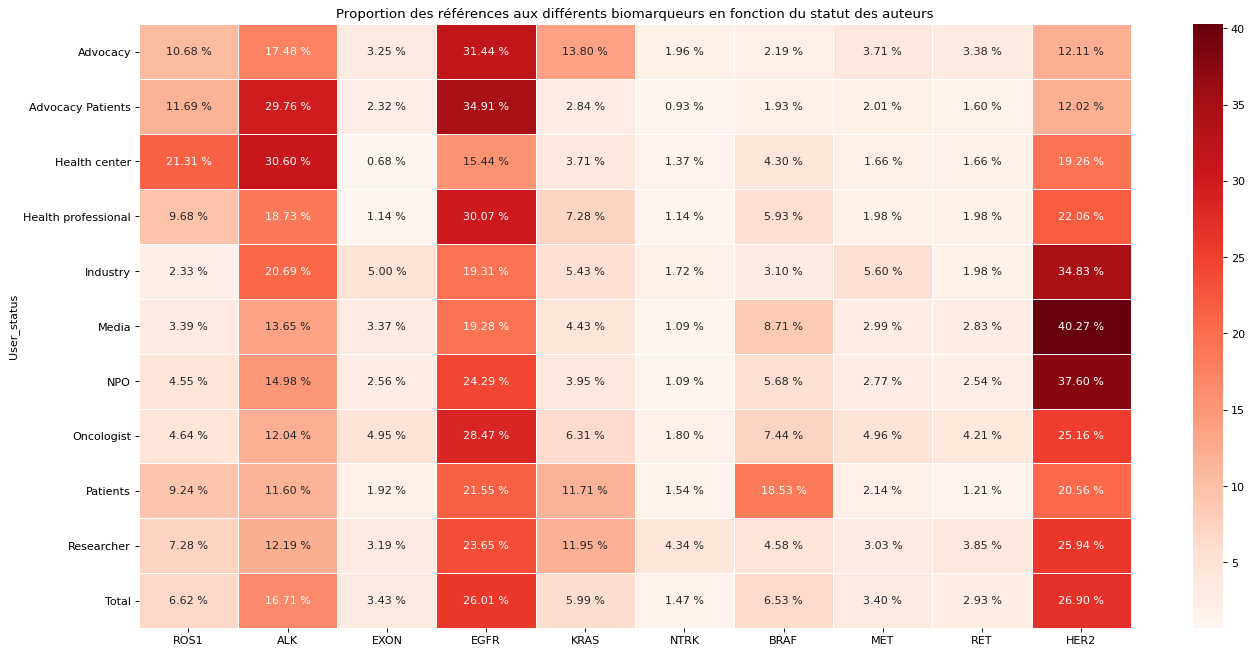 Proportion des références aux différents biomarqueurs en fonction du statut des auteurs
User_status
Advocacy 10.68 % 17.48 % 3.25 % 31.44 % 13.80 % 1.96 % 2.19 % 3.71 % 3.38 % 12.11 %
Advocacy Patients 11.69 % 29.76 % 2.32 % 34.91 % 2.84 % 0.93 % 1.93 % 2.01 % 1.60 % 12.02 %
Health center 21.31 % 30.60 % 0.68 % 15.44 % 3.71 % 1.37 % 4.30 % 1.66 % 1.66 % 19.26 %
Health professional 9.68 % 18.73 % 1.14 % 30.07 % 7.28 % 1.14 % 5.93 % 1.98 % 1.98 % 22.06 %
Industry 2.33 % 20.69 % 5.00 % 19.31 % 5.43 % 1.72 % 3.10 % 5.60 % 1.98 % 34.83 %
Media 3.39 % 13.65 % 3.37 % 19.28 % 4.43 % 1.09 % 8.71 % 2.99 % 2.83 % 40.27 %
NPO 4.55 % 14.98 % 2.56 % 24.29 % 3.95 % 1.09 % 5.68 % 2.77 % 2.54 % 37.60 %
Oncologist 4.64 % 12.04 % 4.95 % 28.47 % 6.31 % 1.80 % 7.44 % 4.96 % 4.21 % 25.16 %
Patients 9.24 % 11.60 % 1.92 % 21.55 % 11.71 % 1.54 % 18.53 % 2.14 % 1.21 % 20.56 %
Researcher 7.28 % 12.19 % 3.19 % 23.65 % 11.95 % 4.34 % 4.58 % 3.03 % 3.85 % 25.94 %
Total 6.62 % 16.71 % 3.43 % 26.01 % 5.99 % 1.47 % 6.53 % 3.40 % 2.93 % 26.90 %
ROS1 ALK EXON EGFR KRAS NTRK BRAF MET RET HER2
40
35
30
25
20
15
10
5